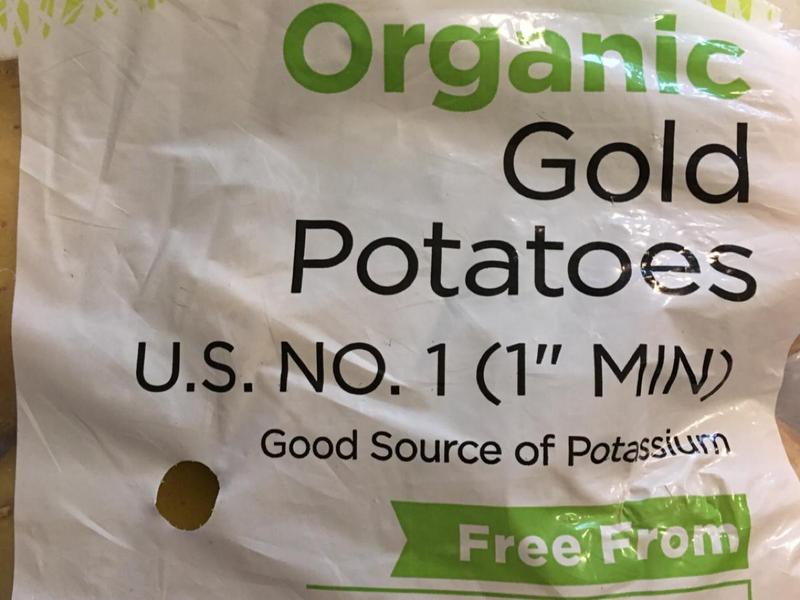 Organic
Gold
Potatoes
U.S. NO. 1 (1" MIN)
Good Source of Potassium
Free From